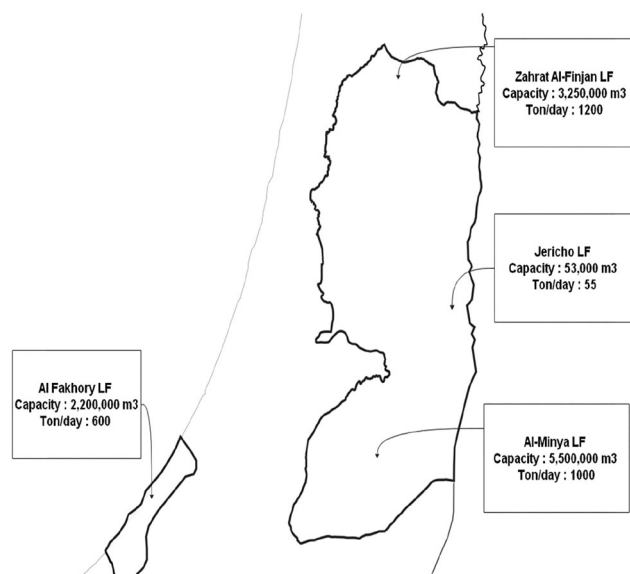 Zahrat Al-Finjan LF
Capacity : 3,250,000 m3
Ton/day : 1200
Jericho LF
Capacity : 53,000 m3
Ton/day : 55
Al Fakhory LF
Capacity : 2,200,000 m3
Ton/day : 600
Al-Minya LF
Capacity : 5,500,000 m3
Ton/day : 1000